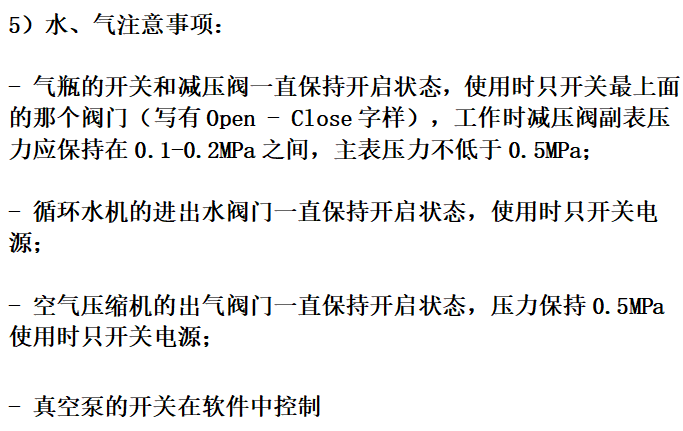 5）水、气注意事项：
- 气瓶的开关和减压阀一直保持开启状态，使用时只开关最上面
的那个阀门（写有 Open - Close 字样），工作时减压阀副表压
力应保持在 0.1-0.2MPa 之间，主表压力不低于 0.5MPa；
- 循环水机的进出水阀门一直保持开启状态，使用时只开关电
源；
- 空气压缩机的出气阀门一直保持开启状态，压力保持 0.5MPa
使用时只开关电源；
- 真空泵的开关在软件中控制